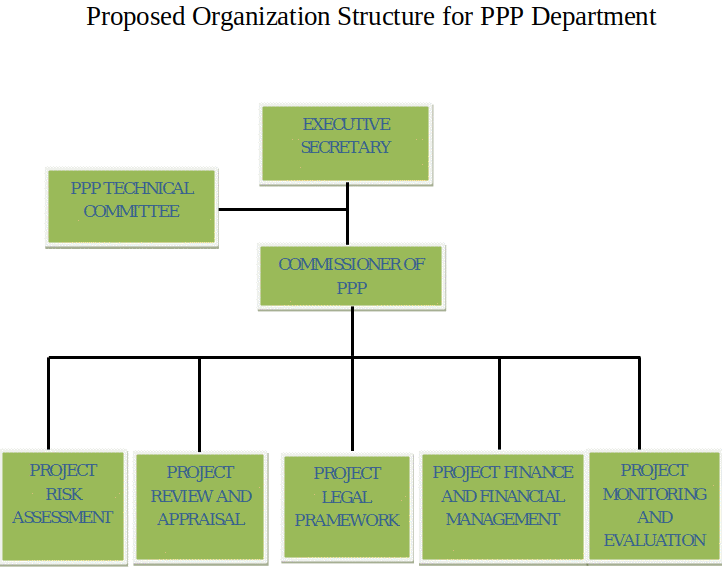 Proposed Organization Structure for PPP Department
EXECUTIVE
SECRETARY
PPP TECHNICAL
COMMITTEE
COMMISSIONER OF
PPP
PROJECT
RISK
ASSESSMENT
PROJECT
REVIEW AND
APPRAISAL
PROJECT
LEGAL
PRAMEWORK
PROJECT FINANCE
AND FINANCIAL
MANAGEMENT
PROJECT
MONITORING
AND
EVALUATION